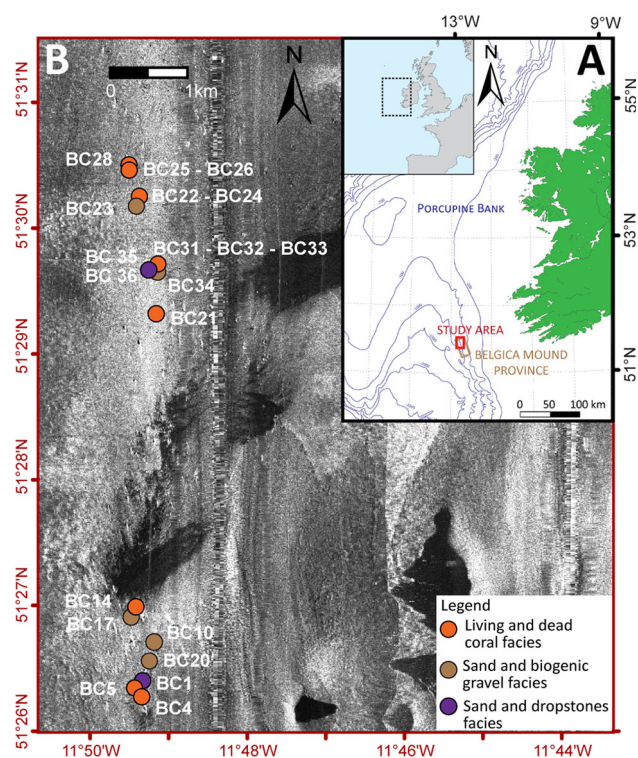 13°W
9°W
B
N
A
N
0
1km
51°31'N
51°30'N
51°29'N
51°28'N
51°27'N
51°26'N
55°N
53°N
51°N
PORCUPINE BANK
STUDY AREA
BELGICA MOUND
PROVINCE
0 50 100 km
BC28
BC25 - BC26
BC22 - BC24
BC23
BC31 - BC32 - BC33
BC 35
BC 36
BC34
BC21
BC14
BC17
BC10
BC20
BC5
BC1
BC4
Legend
Living and dead
coral facies
Sand and biogenic
gravel facies
Sand and dropstones
facies
11°50'W
11°48'W
11°46'W
11°44'W